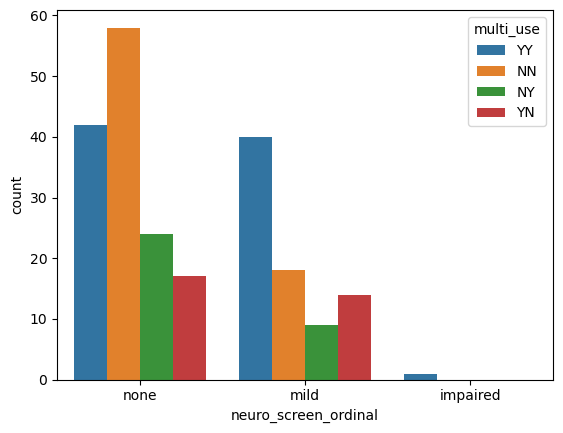 multi_use
YY
NN
NY
YN
60
50
40
30
20
10
0
count
none mild impaired
neuro_screen_ordinal